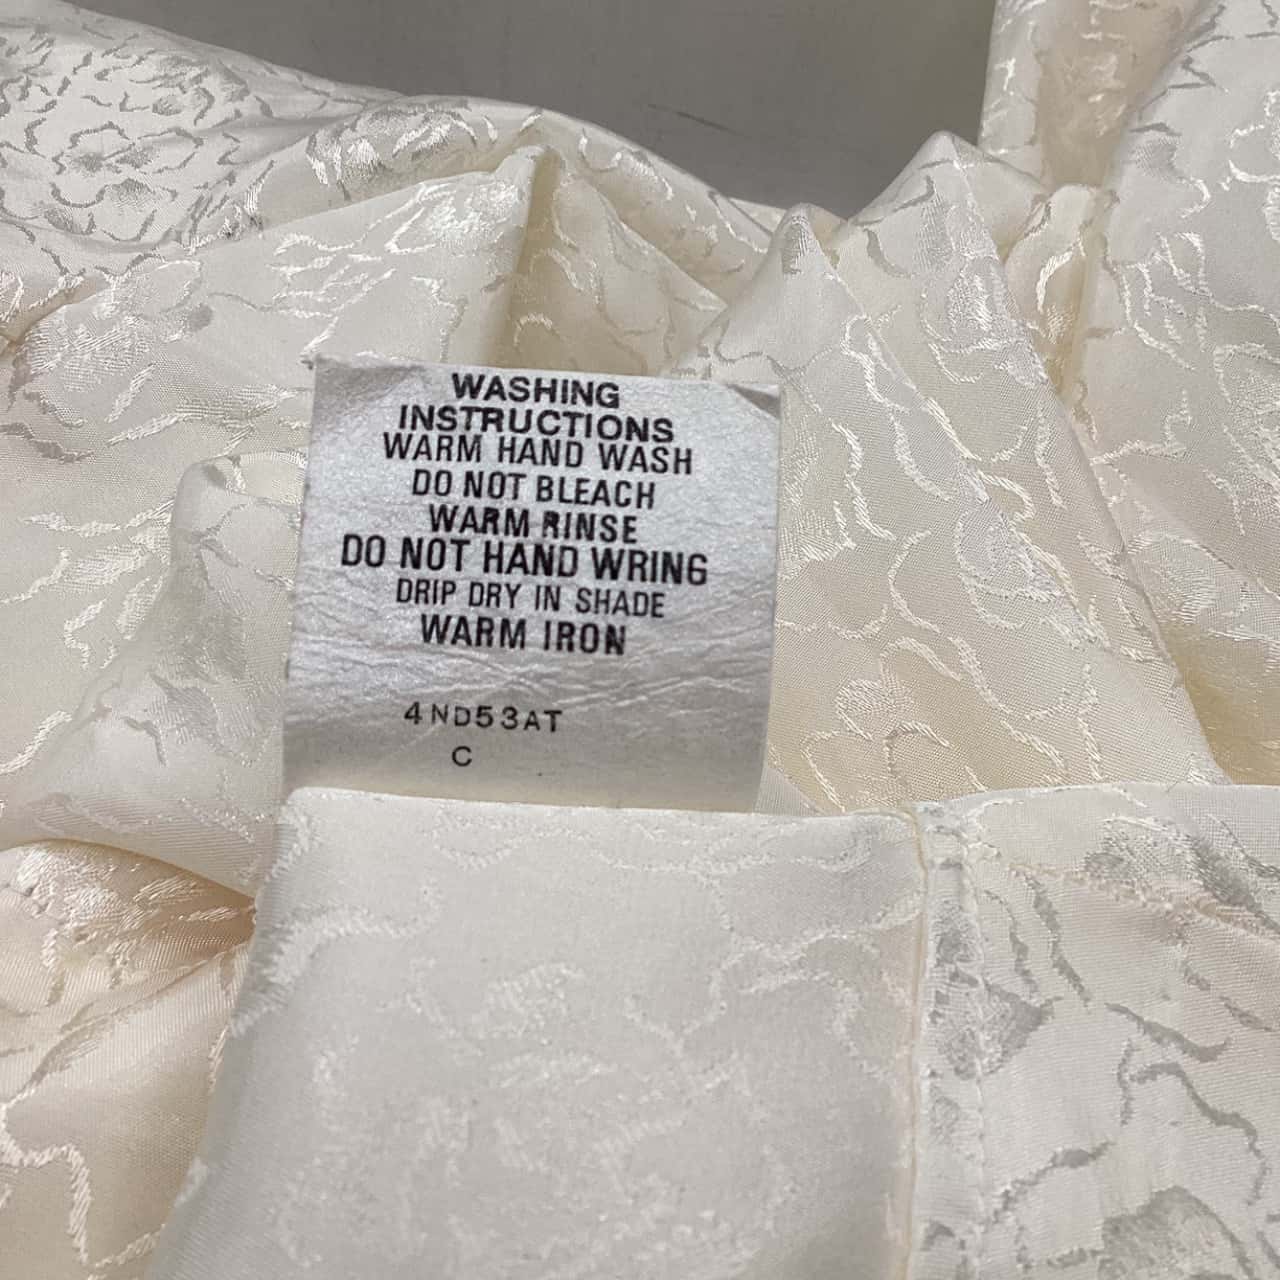 WASHING
INSTRUCTIONS
WARM HAND WASH
DO NOT BLEACH
WARM RINSE
DO NOT HAND WRING
DRIP DRY IN SHADE
WARM IRON
4ND53AT
C